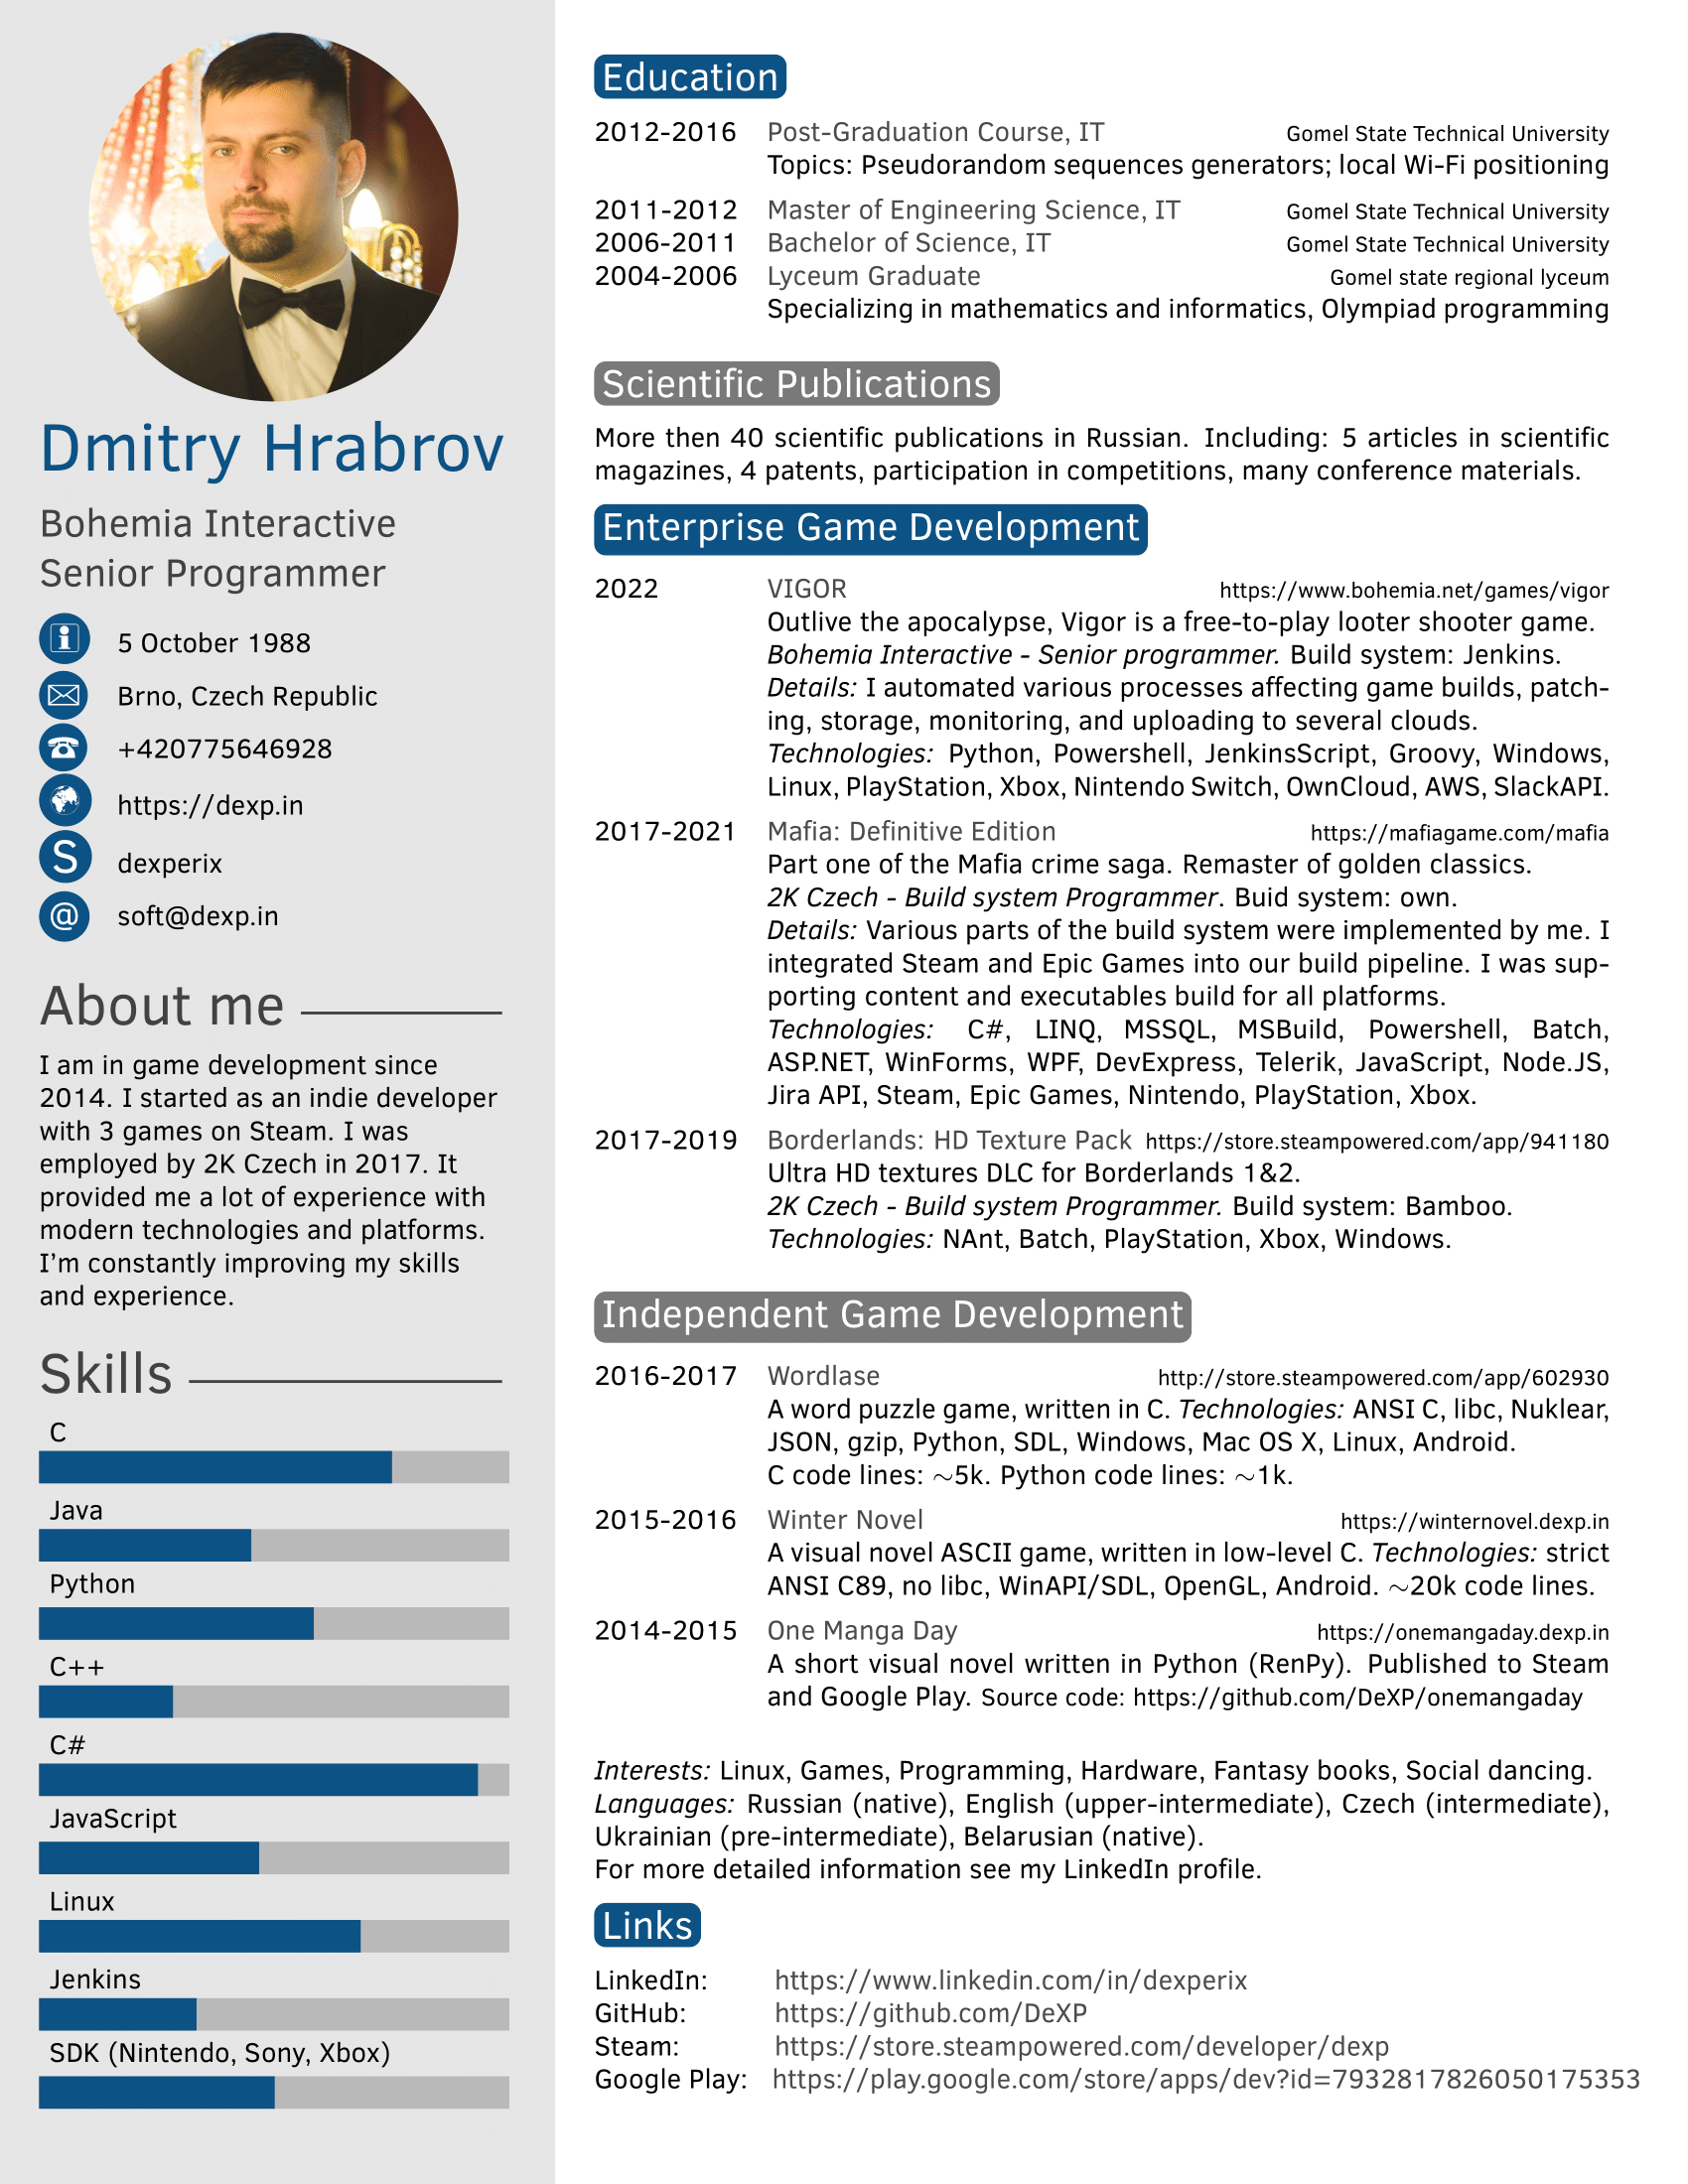 Dmitry Hrabrov
Bohemia Interactive
Senior Programmer
5 October 1988
Brno, Czech Republic
+420775646928
https://dexp.in
S
dexperix
@
soft@dexp.in
About me
I am in game development since
2014. I started as an indie developer
with 3 games on Steam. I was
employed by 2K Czech in 2017. It
provided me a lot of experience with
modern technologies and platforms.
I'm constantly improving my skills
and experience.
Skills
C
Java
Python
C++
C#
JavaScript
Linux
Jenkins
SDK (Nintendo, Sony, Xbox)
Education
2012-2016 Post-Graduation Course, IT Gomel State Technical University
Topics: Pseudorandom sequences generators; local Wi-Fi positioning
2011-2012 Master of Engineering Science, IT Gomel State Technical University
2006-2011 Bachelor of Science, IT Gomel State Technical University
2004-2006 Lyceum Graduate Gomel state regional lyceum
Specializing in mathematics and informatics, Olympiad programming
Scientific Publications
More then 40 scientific publications in Russian. Including: 5 articles in scientific
magazines, 4 patents, participation in competitions, many conference materials.
Enterprise Game Development
2022 VIGOR https://www.bohemia.net/games/vigor
Outlive the apocalypse, Vigor is a free-to-play looter shooter game.
Bohemia Interactive - Senior programmer. Build system: Jenkins.
Details: I automated various processes affecting game builds, patch-
ing, storage, monitoring, and uploading to several clouds.
Technologies: Python, Powershell, JenkinsScript, Groovy, Windows,
Linux, PlayStation, Xbox, Nintendo Switch, OwnCloud, AWS, SlackAPI.
2017-2021 Mafia: Definitive Edition https://mafiagame.com/mafia
Part one of the Mafia crime saga. Remaster of golden classics.
2K Czech - Build system Programmer. Buid system: own.
Details: Various parts of the build system were implemented by me. I
integrated Steam and Epic Games into our build pipeline. I was sup-
porting content and executables build for all platforms.
Technologies: C#, LINQ, MSSQL, MSBuild, Powershell, Batch,
ASP.NET, WinForms, WPF, DevExpress, Telerik, JavaScript, Node.JS,
Jira API, Steam, Epic Games, Nintendo, PlayStation, Xbox.
2017-2019 Borderlands: HD Texture Pack https://store.steampowered.com/app/941180
Ultra HD textures DLC for Borderlands 1&2.
2K Czech - Build system Programmer. Build system: Bamboo.
Technologies: NAnt, Batch, PlayStation, Xbox, Windows.
Independent Game Development
2016-2017 Wordlase http://store.steampowered.com/app/602930
A word puzzle game, written in C. Technologies: ANSI C, libc, Nuklear,
JSON, gzip, Python, SDL, Windows, Mac OS X, Linux, Android.
C code lines: ~5k. Python code lines: ~1k.
2015-2016 Winter Novel https://winternovel.dexp.in
A visual novel ASCII game, written in low-level C. Technologies: strict
ANSI C89, no libc, WinAPI/SDL, OpenGL, Android. ~20k code lines.
2014-2015 One Manga Day https://onemangaday.dexp.in
A short visual novel written in Python (RenPy). Published to Steam
and Google Play. Source code: https://github.com/DeXP/onemangaday
Interests: Linux, Games, Programming, Hardware, Fantasy books, Social dancing.
Languages: Russian (native), English (upper-intermediate), Czech (intermediate),
Ukrainian (pre-intermediate), Belarusian (native).
For more detailed information see my LinkedIn profile.
Links
LinkedIn: https://www.linkedin.com/in/dexperix
GitHub: https://github.com/DeXP
Steam: https://store.steampowered.com/developer/dexp
Google Play: https://play.google.com/store/apps/dev?id=7932817826050175353